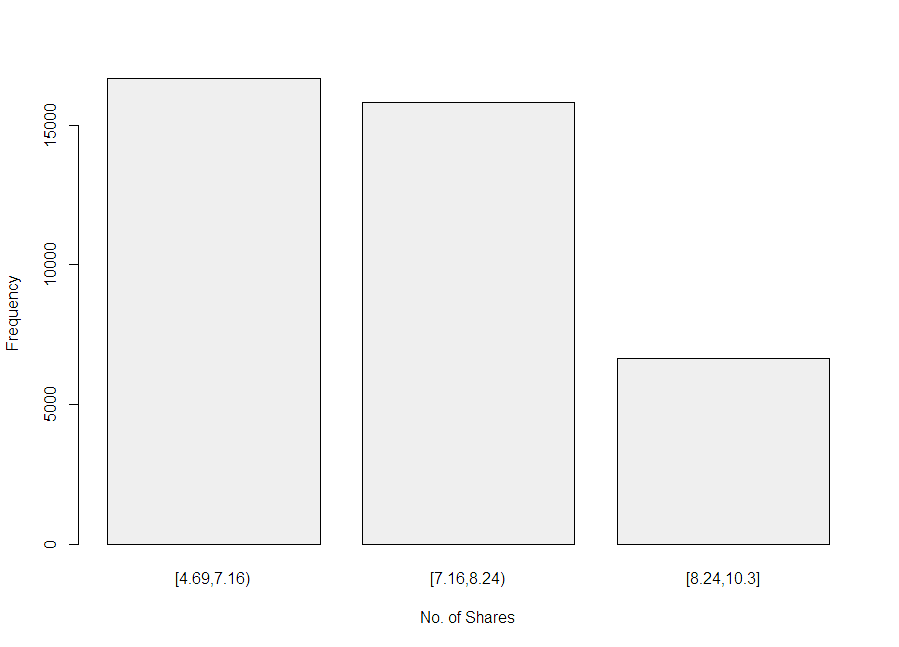 Frequency
15000
10000
5000
0
[4.69,7.16) [7.16,8.24) [8.24,10.3]
No. of Shares